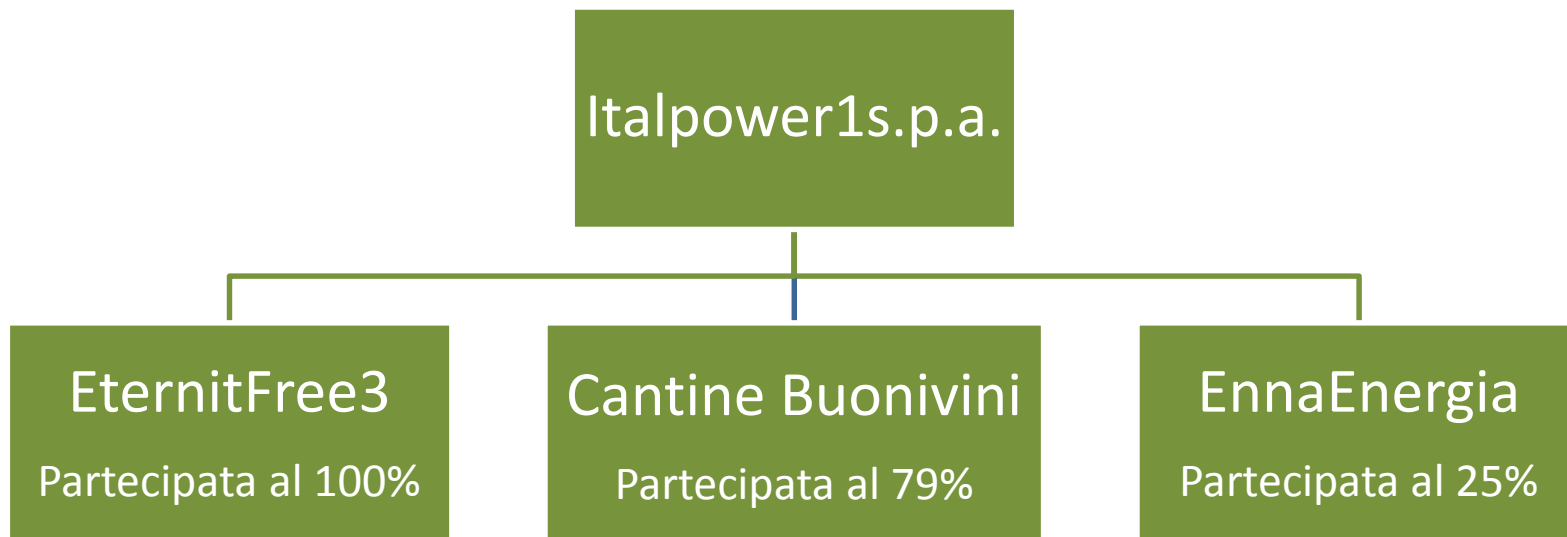 Italpower1s.p.a.
EternitFree3
Partecipata al 100%
Cantine Buonivini
Partecipata al 79%
EnnaEnergia
Partecipata al 25%